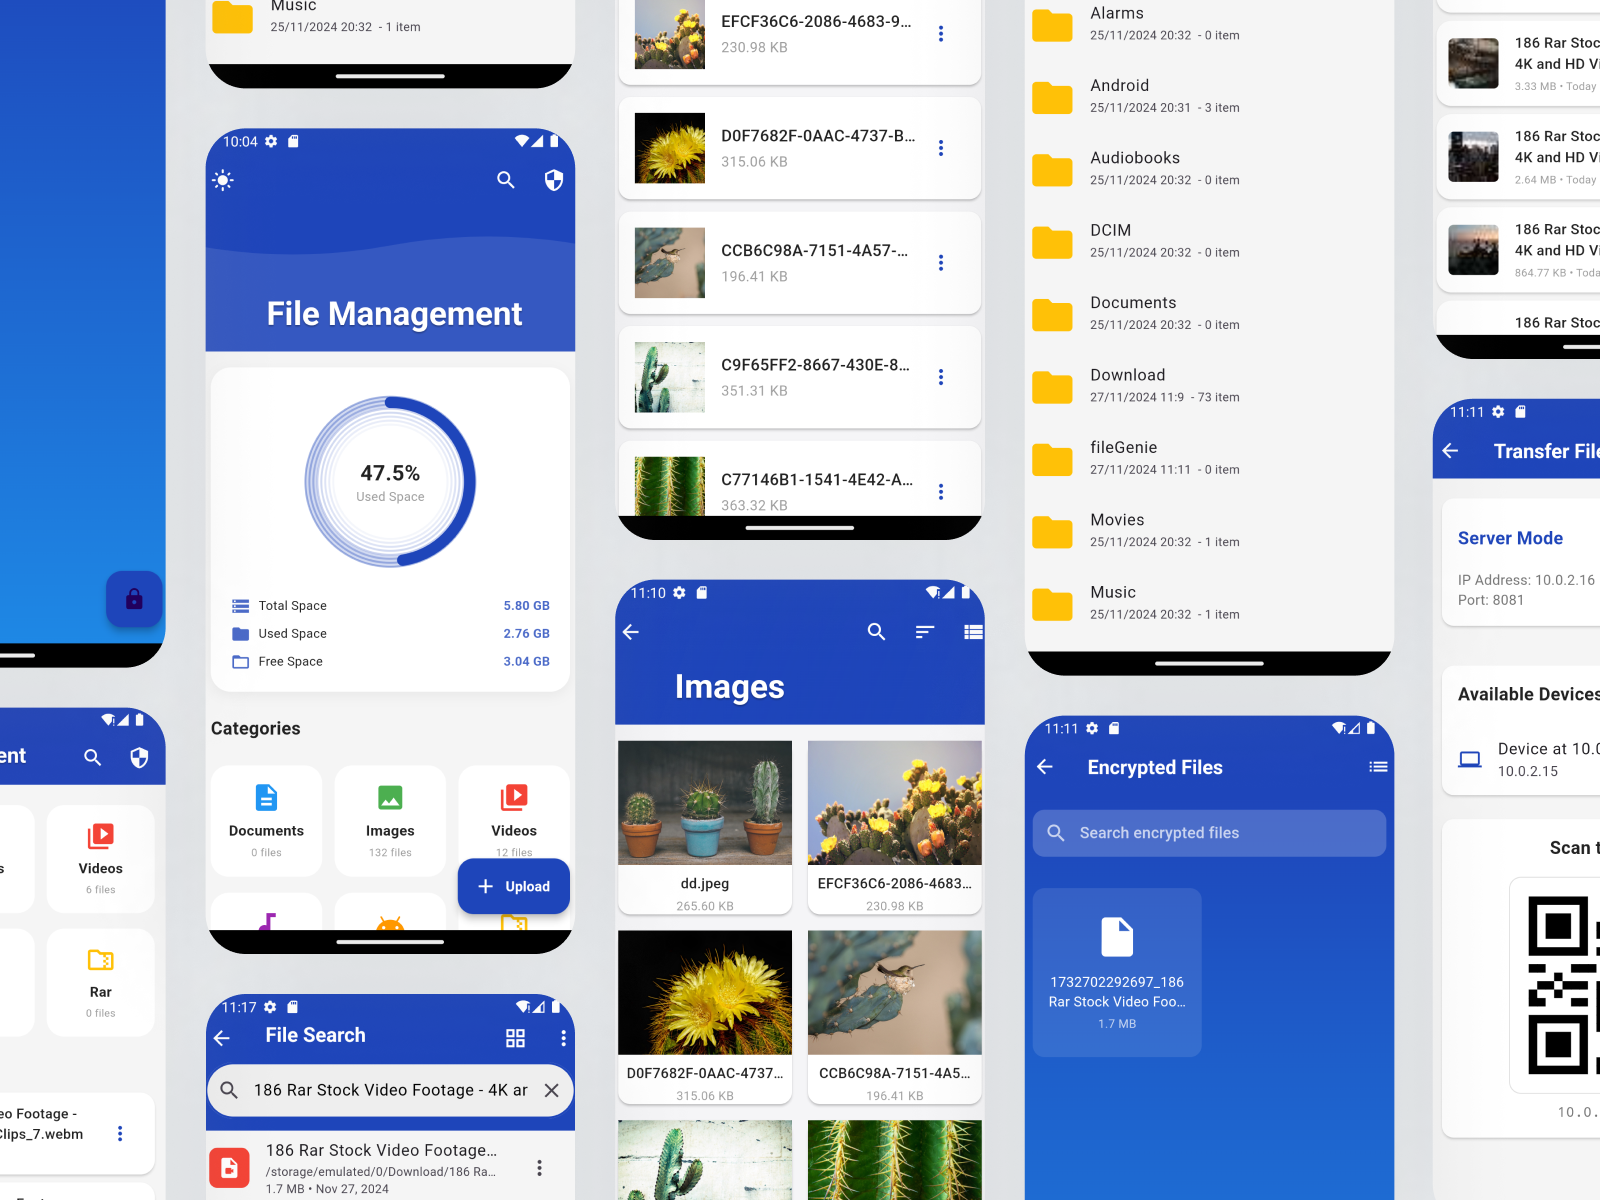 ent
Videos
6 files
s
Rar
0 files
eo Footage -
Clips_7.webm
Music
25/11/2024 20:32 - 1 item
10:04
File Management
47.5%
Used Space
Total Space 5.80 GB
Used Space 2.76 GB
Free Space 3.04 GB
Categories
Documents
0 files
Images
132 files
Videos
12 files
Upload
11:17
File Search
186 Rar Stock Video Footage - 4K ar
186 Rar Stock Video Footage...
/storage/emulated/0/Download/186 Ra...
1.7 MB • Nov 27, 2024
EFCF36C6-2086-4683-9...
230.98 KB
D0F7682F-0AAC-4737-B...
315.06 KB
CCB6C98A-7151-4A57-...
196.41 KB
C9F65FF2-8667-430E-8...
351.31 KB
C77146B1-1541-4E42-A...
363.32 KB
11:10
Images
dd.jpeg
265.60 KB
EFCF36C6-2086-4683...
230.98 KB
D0F7682F-0AAC-4737...
315.06 KB
CCB6C98A-7151-4A5...
196.41 KB
Alarms
25/11/2024 20:32 - 0 item
Android
25/11/2024 20:31 - 3 item
Audiobooks
25/11/2024 20:32 - 0 item
DCIM
25/11/2024 20:32 - 0 item
Documents
25/11/2024 20:32 - 0 item
Download
27/11/2024 11:9 - 73 item
fileGenie
27/11/2024 11:11 - 0 item
Movies
25/11/2024 20:32 - 1 item
Music
25/11/2024 20:32 - 1 item
11:11
Encrypted Files
Search encrypted files
1732702292697_186
Rar Stock Video Foo...
1.7 MB
186 Rar Stoc
4K and HD Vi
3.33 MB • Today
186 Rar Stoc
4K and HD Vi
2.64 MB • Today
186 Rar Stoc
4K and HD Vi
864.77 KB • Toda
186 Rar Stoc
11:11
Transfer File
Server Mode
IP Address: 10.0.2.16
Port: 8081
Available Devices
Device at 10.0
10.0.2.15
Scan t
10.0.